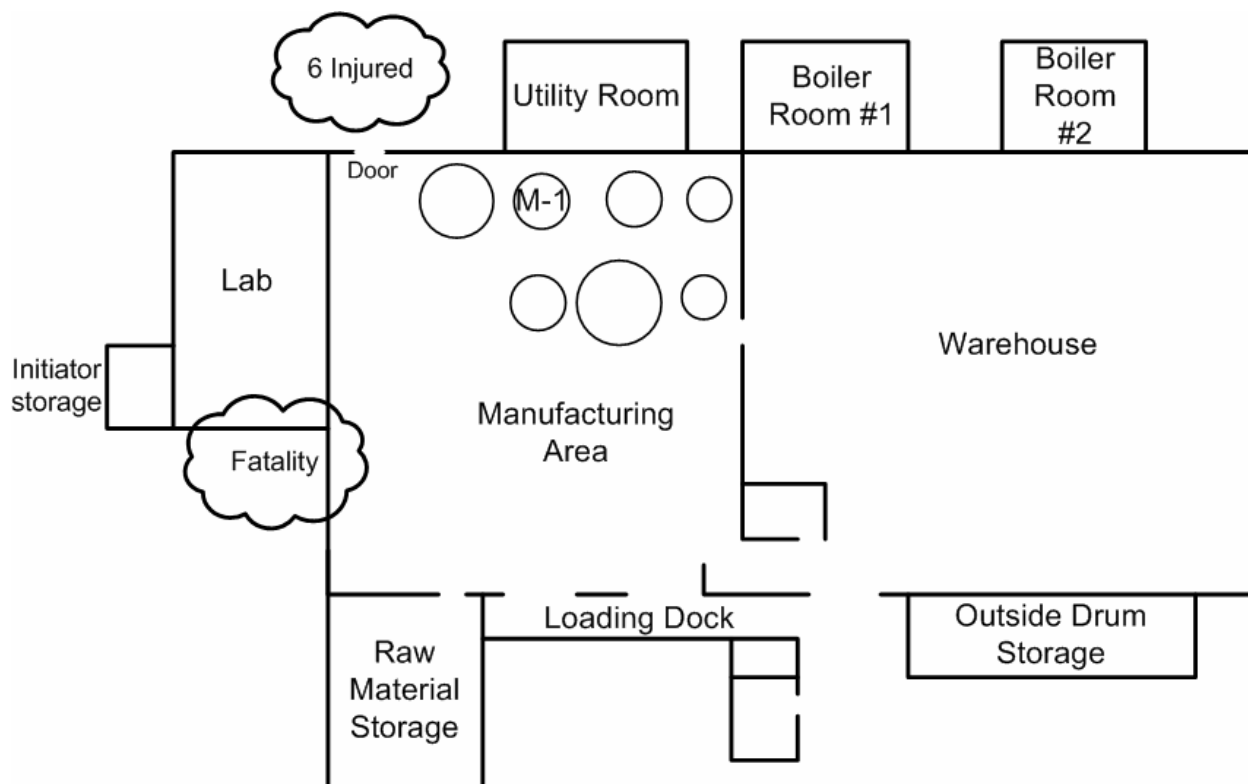 6 Injured
Utility Room
Boiler
Room #1
Boiler
Room
#2
Door
M-1
Lab
Initiator
storage
Warehouse
Manufacturing
Area
Fatality
Loading Dock
Raw
Material
Storage
Outside Drum
Storage